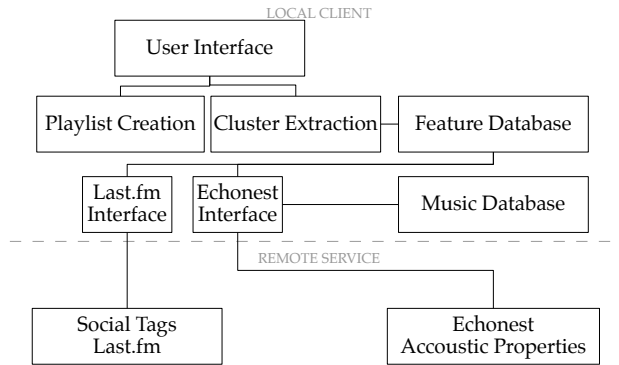 LOCAL CLIENT
User Interface
Playlist Creation
Cluster Extraction
Feature Database
Last.fm
Interface
Echonest
Interface
Music Database
REMOTE SERVICE
Social Tags
Last.fm
Echonest
Accoustic Properties